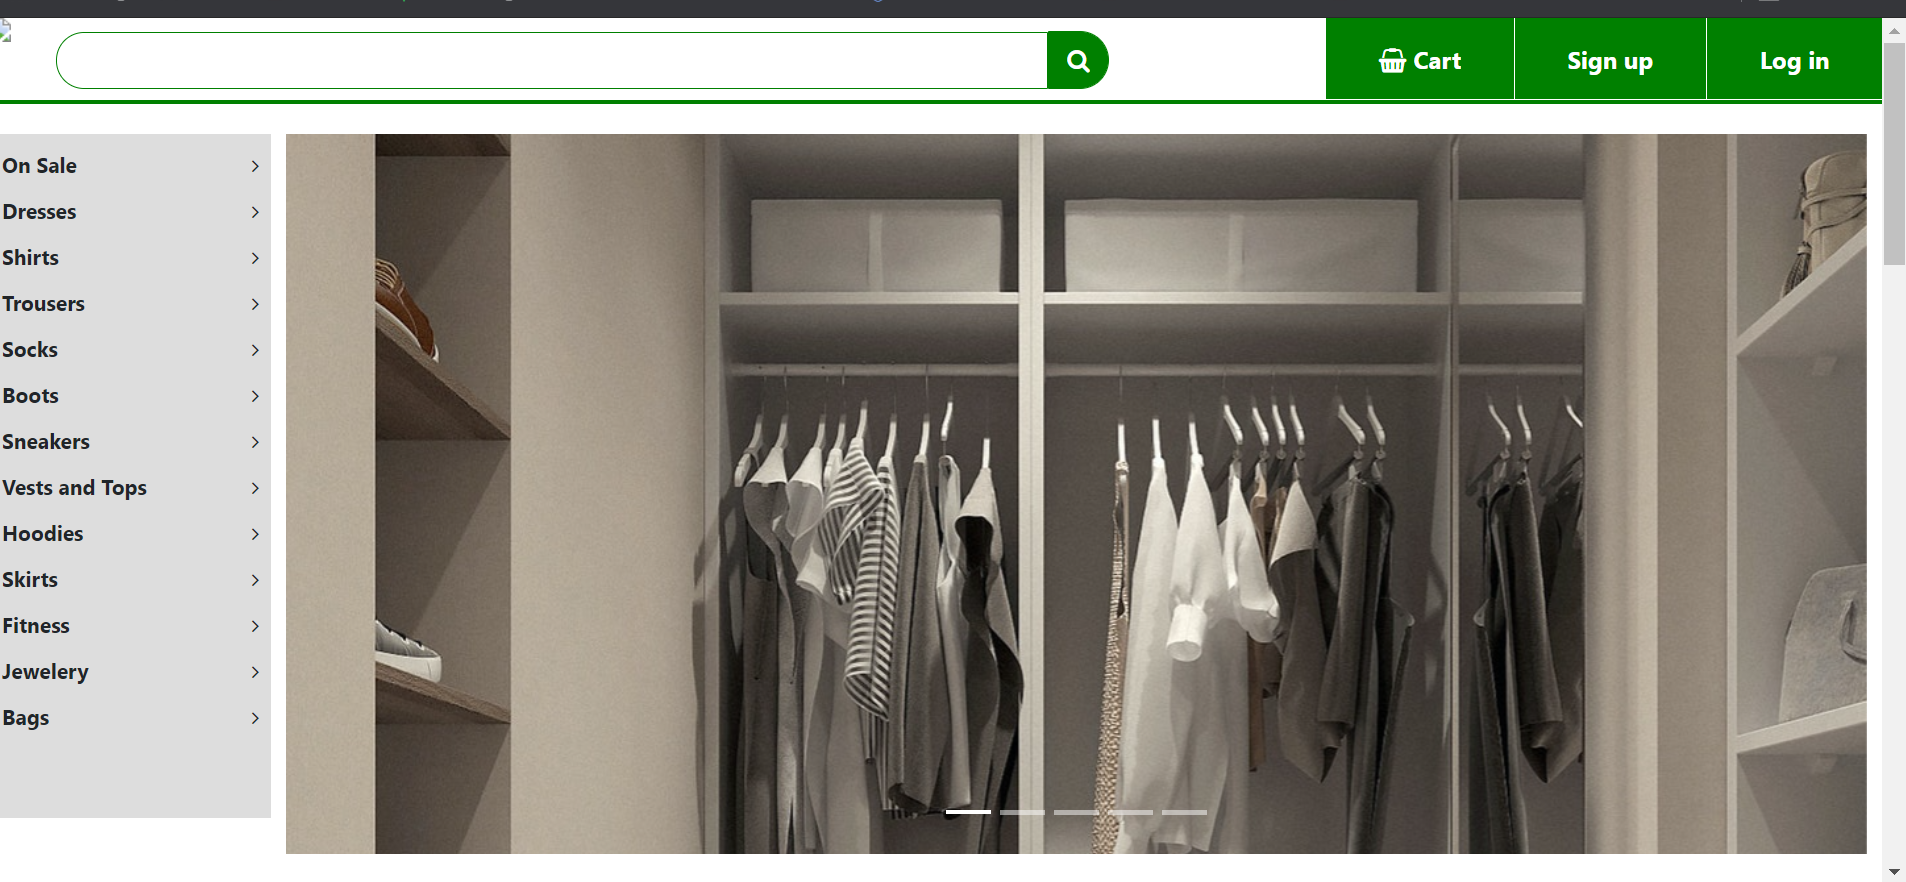 Cart
Sign up
Log in
On Sale
Dresses
Shirts
Trousers
Socks
Boots
Sneakers
Vests and Tops
Hoodies
Skirts
Fitness
Jewelery
Bags